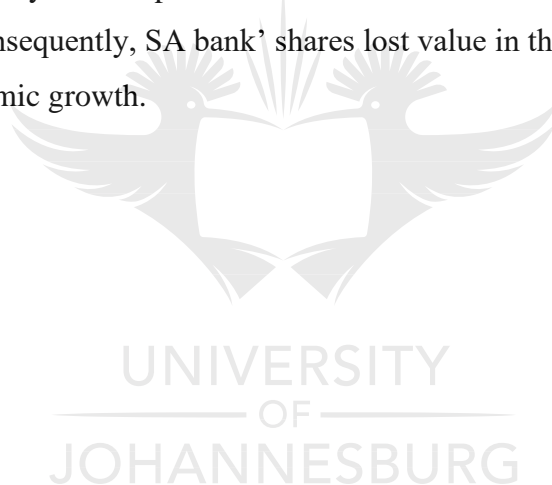 nsequently, SA bank’ shares lost value in th
mic growth.
UNIVERSITY
OF
JOHANNESBURG